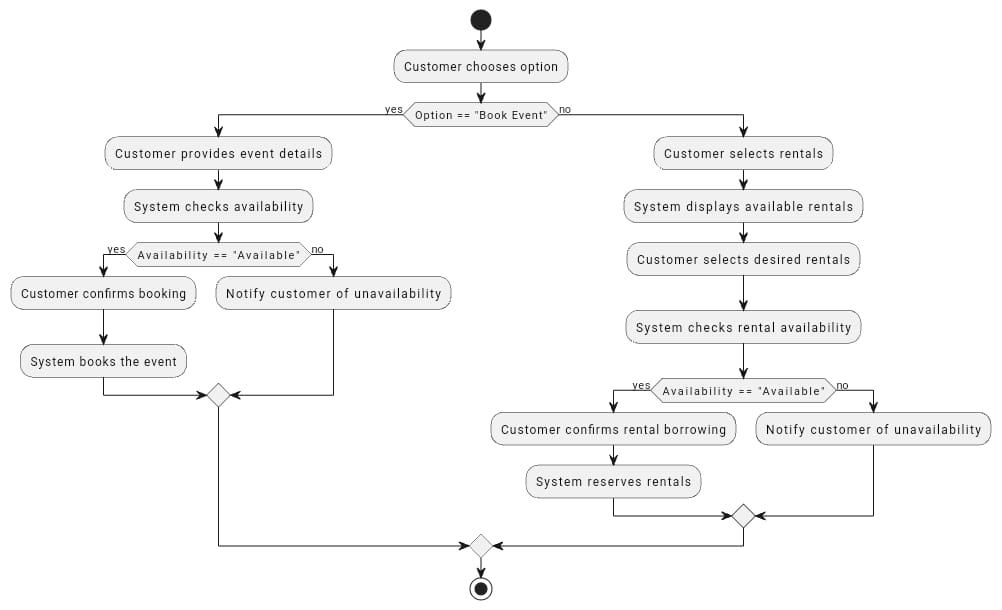 Customer chooses option
yes
Option == "Book Event"
no
Customer provides event details
System checks availability
yes
Availability == "Available"
no
Customer confirms booking
Notify customer of unavailability
System books the event
Customer selects rentals
System displays available rentals
Customer selects desired rentals
System checks rental availability
yes
Availability == "Available"
no
Customer confirms rental borrowing
Notify customer of unavailability
System reserves rentals